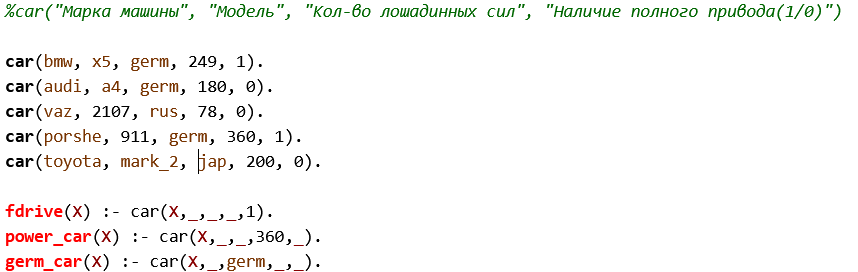 %car("Марка машины", "Модель", "Кол-во лошадинных сил", "Наличие полного привода(1/0)")
car(bmw, x5, germ, 249, 1).
car(audi, a4, germ, 180, 0).
car(vaz, 2107, rus, 78, 0).
car(porshe, 911, germ, 360, 1).
car(toyota, mark_2, jap, 200, 0).
fdrive(X) :- car(X,_,_,_,1).
power_car(X) :- car(X,_,_,360,_).
germ_car(X) :- car(X,_,germ,_,_).